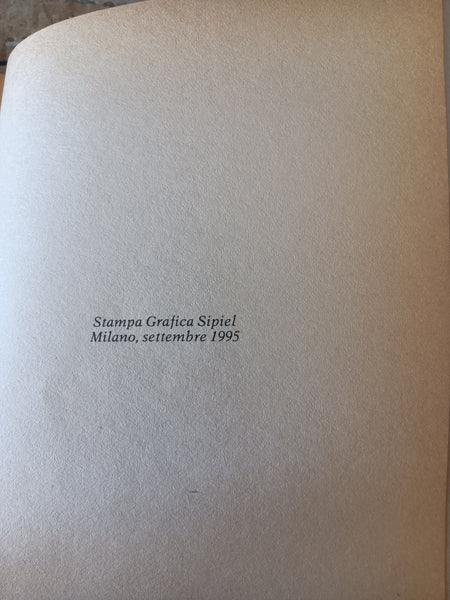 Stampa Grafica Sipiel
Milano, settembre 1995